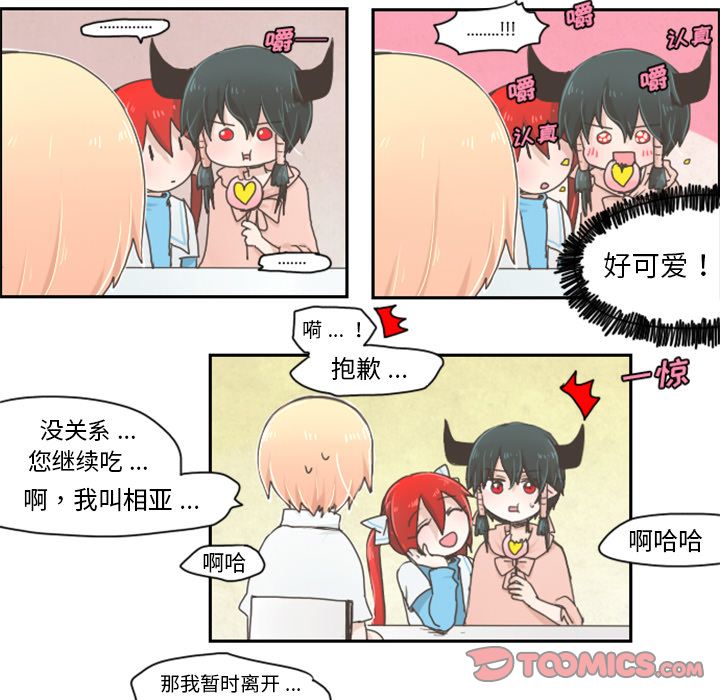 ..............
嚼—
........
........!!!
嚼
嚼
嚼
认真
认真
好可爱！
嗬 ... ！
抱歉 ...
一惊
没关系 ...
您继续吃 ...
啊，我叫相亚 ...
啊哈
啊哈哈
那我暂时离开 ...
TOOMICS.com